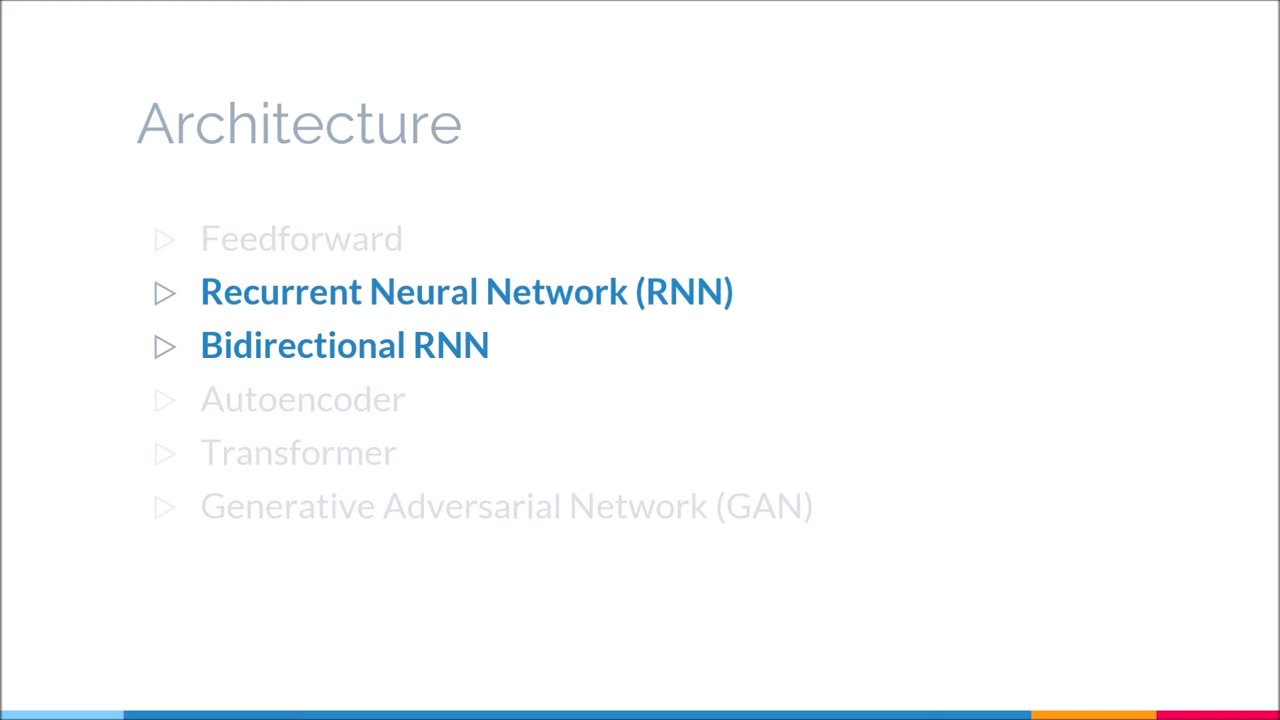 Architecture
Feedforward
Recurrent Neural Network (RNN)
Bidirectional RNN
Autoencoder
Transformer
Generative Adversarial Network (GAN)